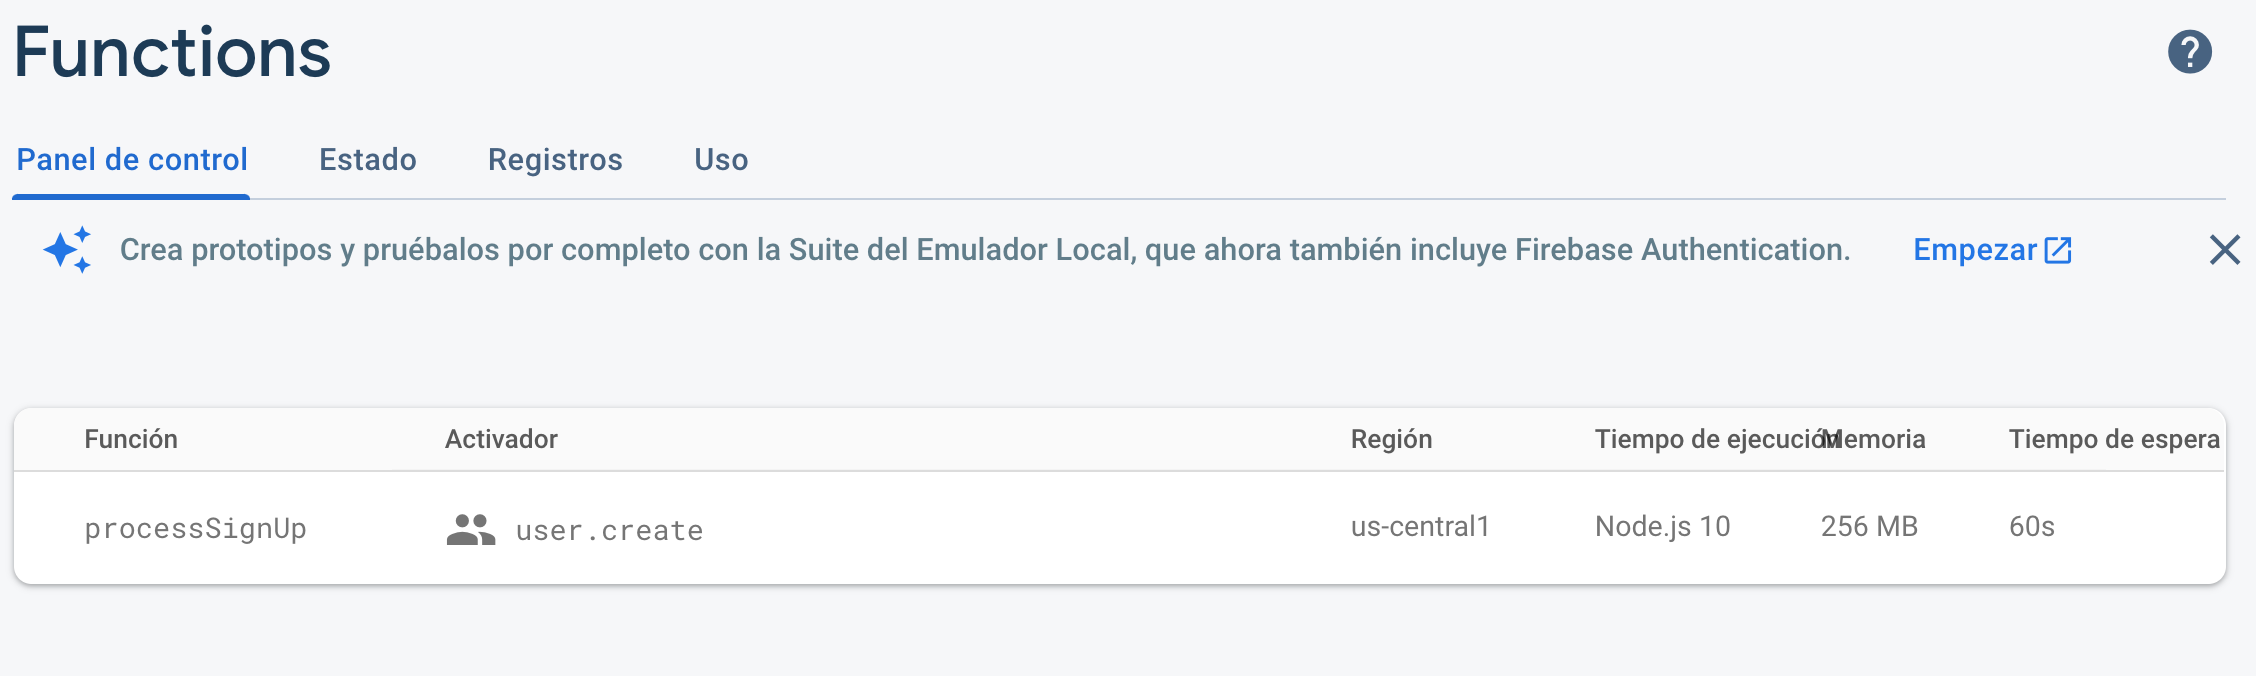 Functions
Panel de control Estado Registros Uso
Crea prototipos y pruébalos por completo con la Suite del Emulador Local, que ahora también incluye Firebase Authentication. Empezar
Función Activador Región Tiempo de ejecución Memoria Tiempo de espera
processSignUp user.create us-central1 Node.js 10 256 MB 60s